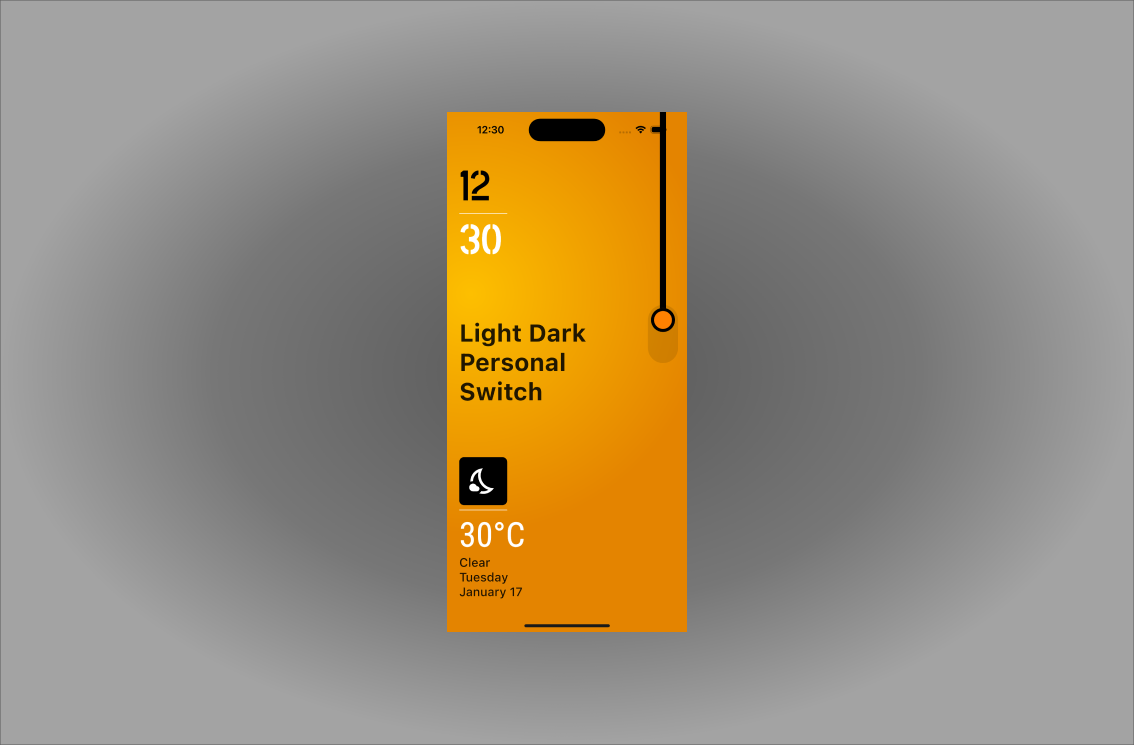 12:30
12
30
Light Dark
Personal
Switch
30°C
Clear
Tuesday
January 17